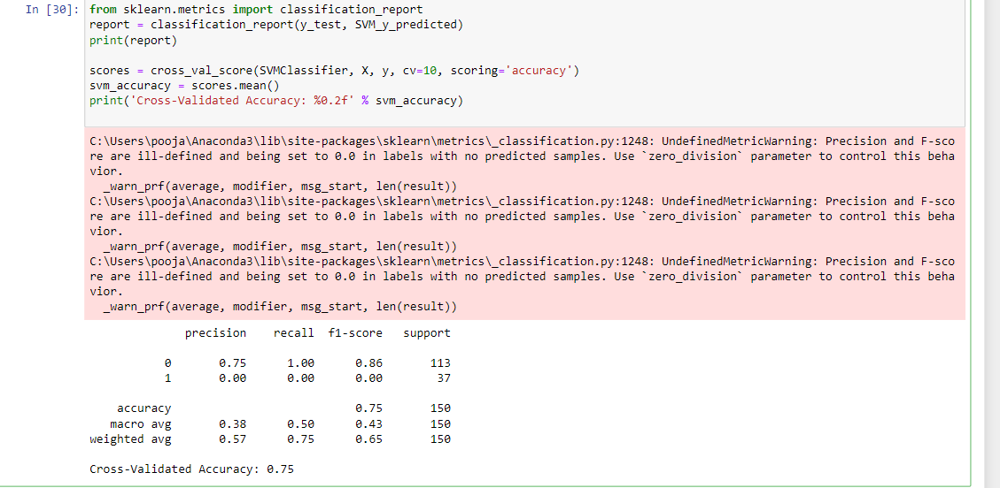 In [30]: from sklearn.metrics import classification_report
report = classification_report(y_test, SVM_y_predicted)
print(report)
scores = cross_val_score(SVMClassifier, X, y, cv=10, scoring='accuracy')
svm_accuracy = scores.mean()
print('Cross-Validated Accuracy: %0.2f' % svm_accuracy)
C:\Users\pooja\Anaconda3\lib\site-packages\sklearn\metrics\_classification.py:1248: UndefinedMetricWarning: Precision and F-sco
re are ill-defined and being set to 0.0 in labels with no predicted samples. Use `zero_division` parameter to control this beha
vior.
  _warn_prf(average, modifier, msg_start, len(result))
C:\Users\pooja\Anaconda3\lib\site-packages\sklearn\metrics\_classification.py:1248: UndefinedMetricWarning: Precision and F-sco
re are ill-defined and being set to 0.0 in labels with no predicted samples. Use `zero_division` parameter to control this beha
vior.
  _warn_prf(average, modifier, msg_start, len(result))
C:\Users\pooja\Anaconda3\lib\site-packages\sklearn\metrics\_classification.py:1248: UndefinedMetricWarning: Precision and F-sco
re are ill-defined and being set to 0.0 in labels with no predicted samples. Use `zero_division` parameter to control this beha
vior.
  _warn_prf(average, modifier, msg_start, len(result))
              precision    recall  f1-score   support
           0       0.75      1.00      0.86       113
           1       0.00      0.00      0.00        37
    accuracy                           0.75       150
   macro avg       0.38      0.50      0.43       150
weighted avg       0.57      0.75      0.65       150
Cross-Validated Accuracy: 0.75